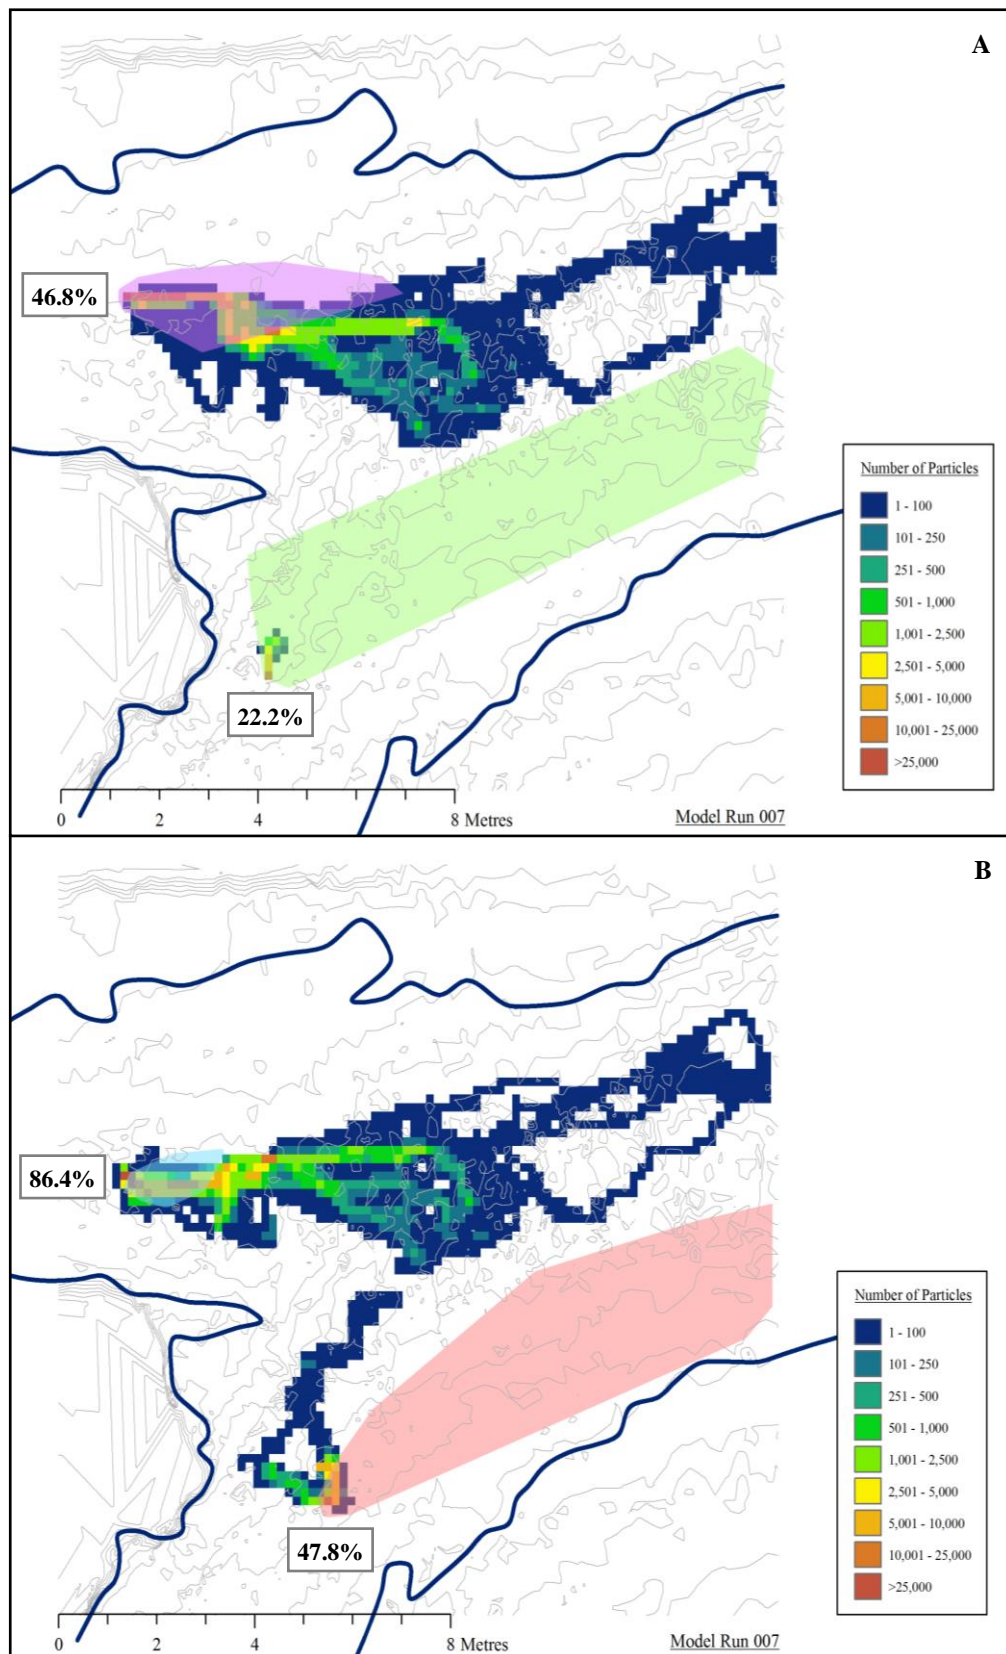 A
46.8%
Number of Particles
1 - 100
101 - 250
251 - 500
501 - 1,000
1,001 - 2,500
2,501 - 5,000
5,001 - 10,000
10,001 - 25,000
>25,000
22.2%
0 2 4 8 Metres
Model Run 007
B
86.4%
Number of Particles
1 - 100
101 - 250
251 - 500
501 - 1,000
1,001 - 2,500
2,501 - 5,000
5,001 - 10,000
10,001 - 25,000
>25,000
47.8%
0 2 4 8 Metres
Model Run 007